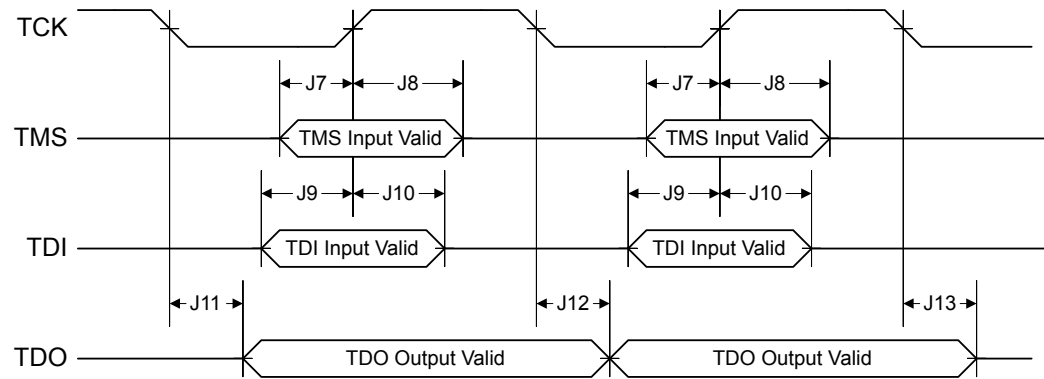 TCK
J7 J8 J7 J8
TMS TMS Input Valid TMS Input Valid
J9 J10 J9 J10
TDI TDI Input Valid TDI Input Valid
J11 J12 J13
TDO TDO Output Valid TDO Output Valid